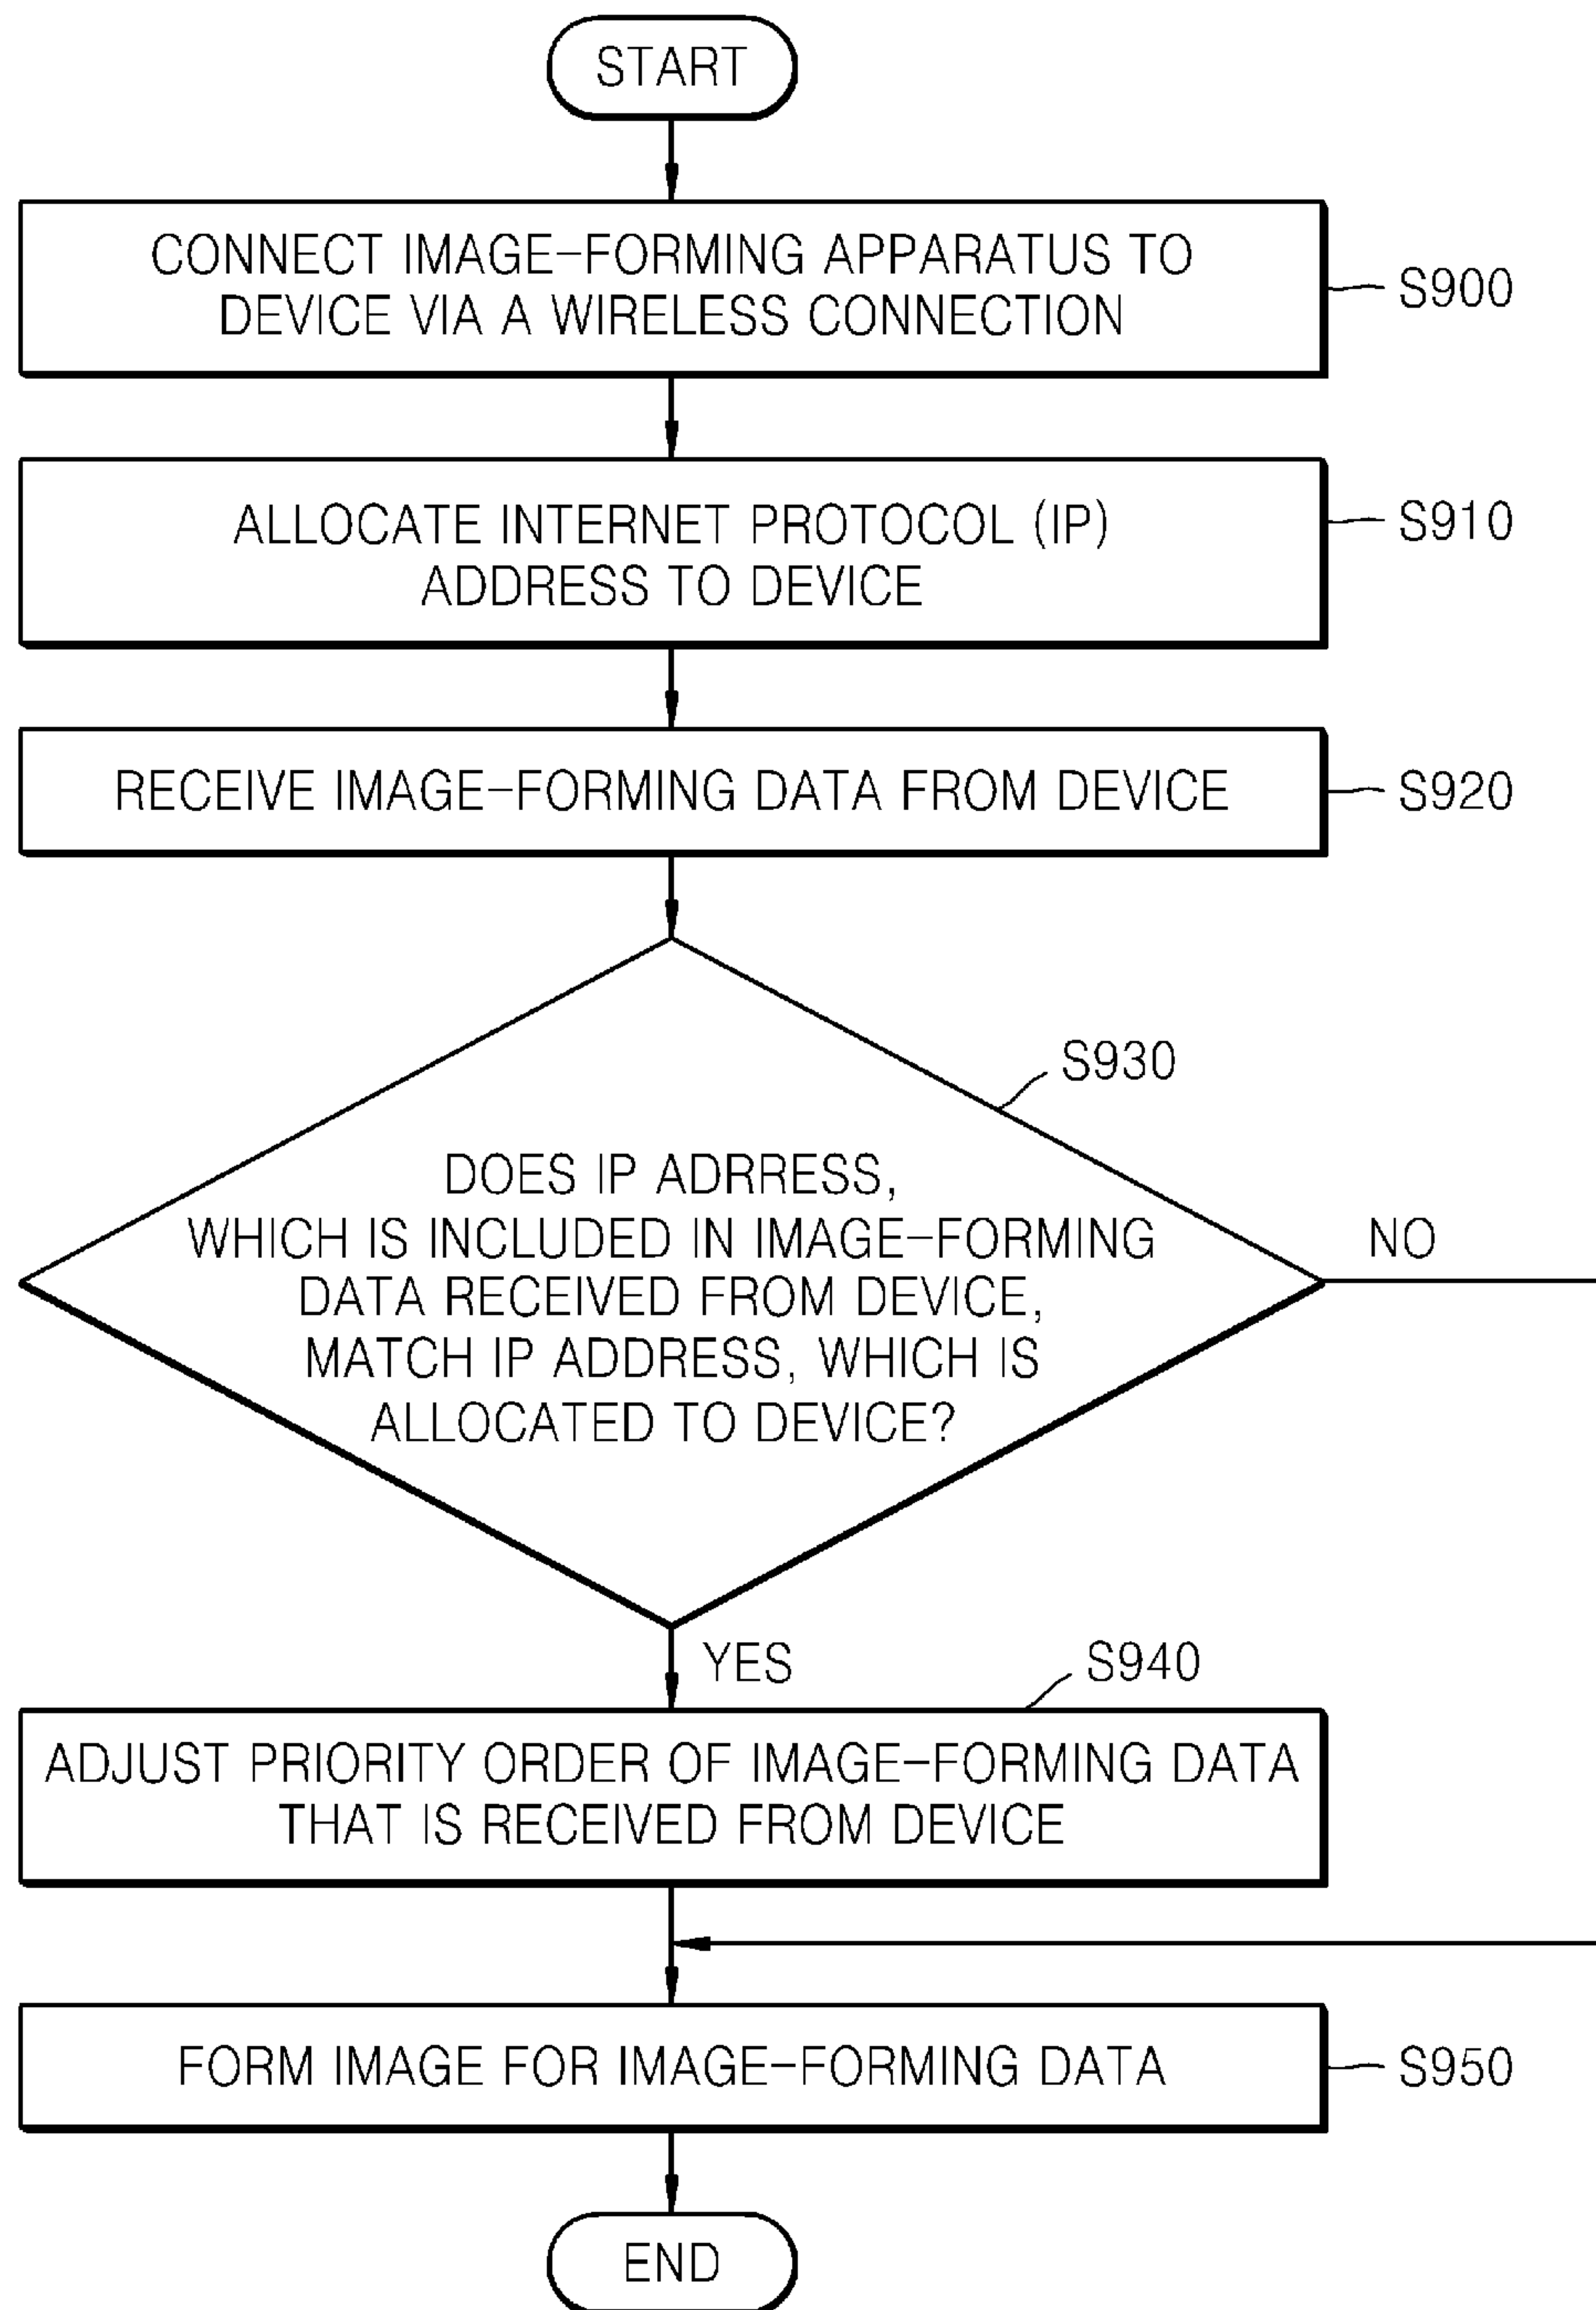 START
CONNECT IMAGE-FORMING APPARATUS TO
DEVICE VIA A WIRELESS CONNECTION
S900
ALLOCATE INTERNET PROTOCOL (IP)
ADDRESS TO DEVICE
S910
RECEIVE IMAGE-FORMING DATA FROM DEVICE
S920
S930
DOES IP ADRRESS,
WHICH IS INCLUDED IN IMAGE-FORMING
DATA RECEIVED FROM DEVICE,
MATCH IP ADDRESS, WHICH IS
ALLOCATED TO DEVICE?
NO
YES
S940
ADJUST PRIORITY ORDER OF IMAGE-FORMING DATA
THAT IS RECEIVED FROM DEVICE
FORM IMAGE FOR IMAGE-FORMING DATA
S950
END